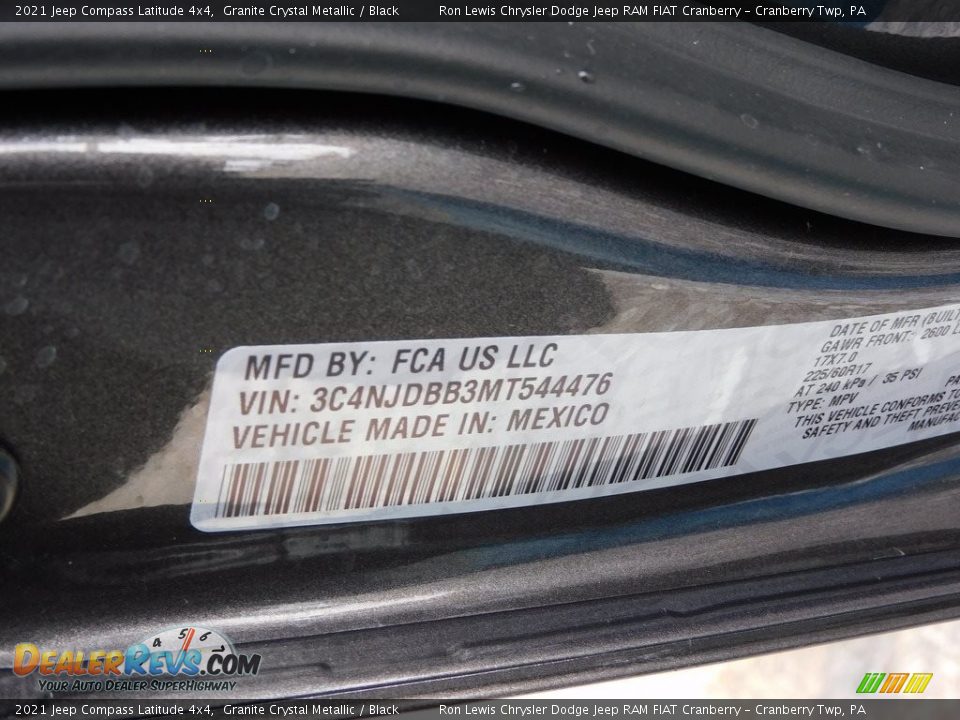 2021 Jeep Compass Latitude 4x4, Granite Crystal Metallic / Black Ron Lewis Chrysler Dodge Jeep RAM FIAT Cranberry - Cranberry Twp, PA
MFD BY: FCA US LLC
VIN: 3C4NJDBB3MT544476
VEHICLE MADE IN: MEXICO
DATE OF MFR (BUILT
GAWR FRONT: 2600 L
17X7.0
225/60R17
AT 240 kPa / 35 PSI
TYPE: MPV PA
THIS VEHICLE CONFORMS TO
SAFETY AND THEFT PREVE
MANUFAC
4 5 6
DEALERREVS.COM
YOUR AUTO DEALER SUPERHIGHWAY
2021 Jeep Compass Latitude 4x4, Granite Crystal Metallic / Black Ron Lewis Chrysler Dodge Jeep RAM FIAT Cranberry - Cranberry Twp, PA